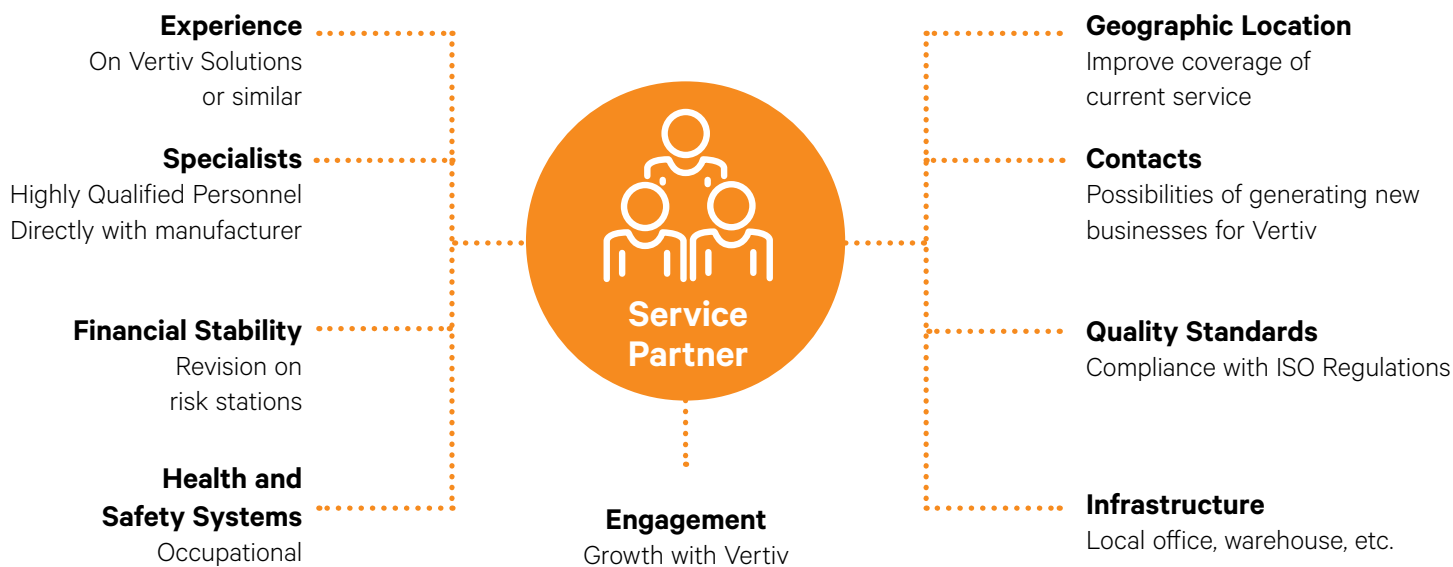 Experience
On Vertiv Solutions
or similar
Specialists
Highly Qualified Personnel
Directly with manufacturer
Financial Stability
Revision on
risk stations
Health and
Safety Systems
Occupational
Service
Partner
Engagement
Growth with Vertiv
Geographic Location
Improve coverage of
current service
Contacts
Possibilities of generating new
businesses for Vertiv
Quality Standards
Compliance with ISO Regulations
Infrastructure
Local office, warehouse, etc.